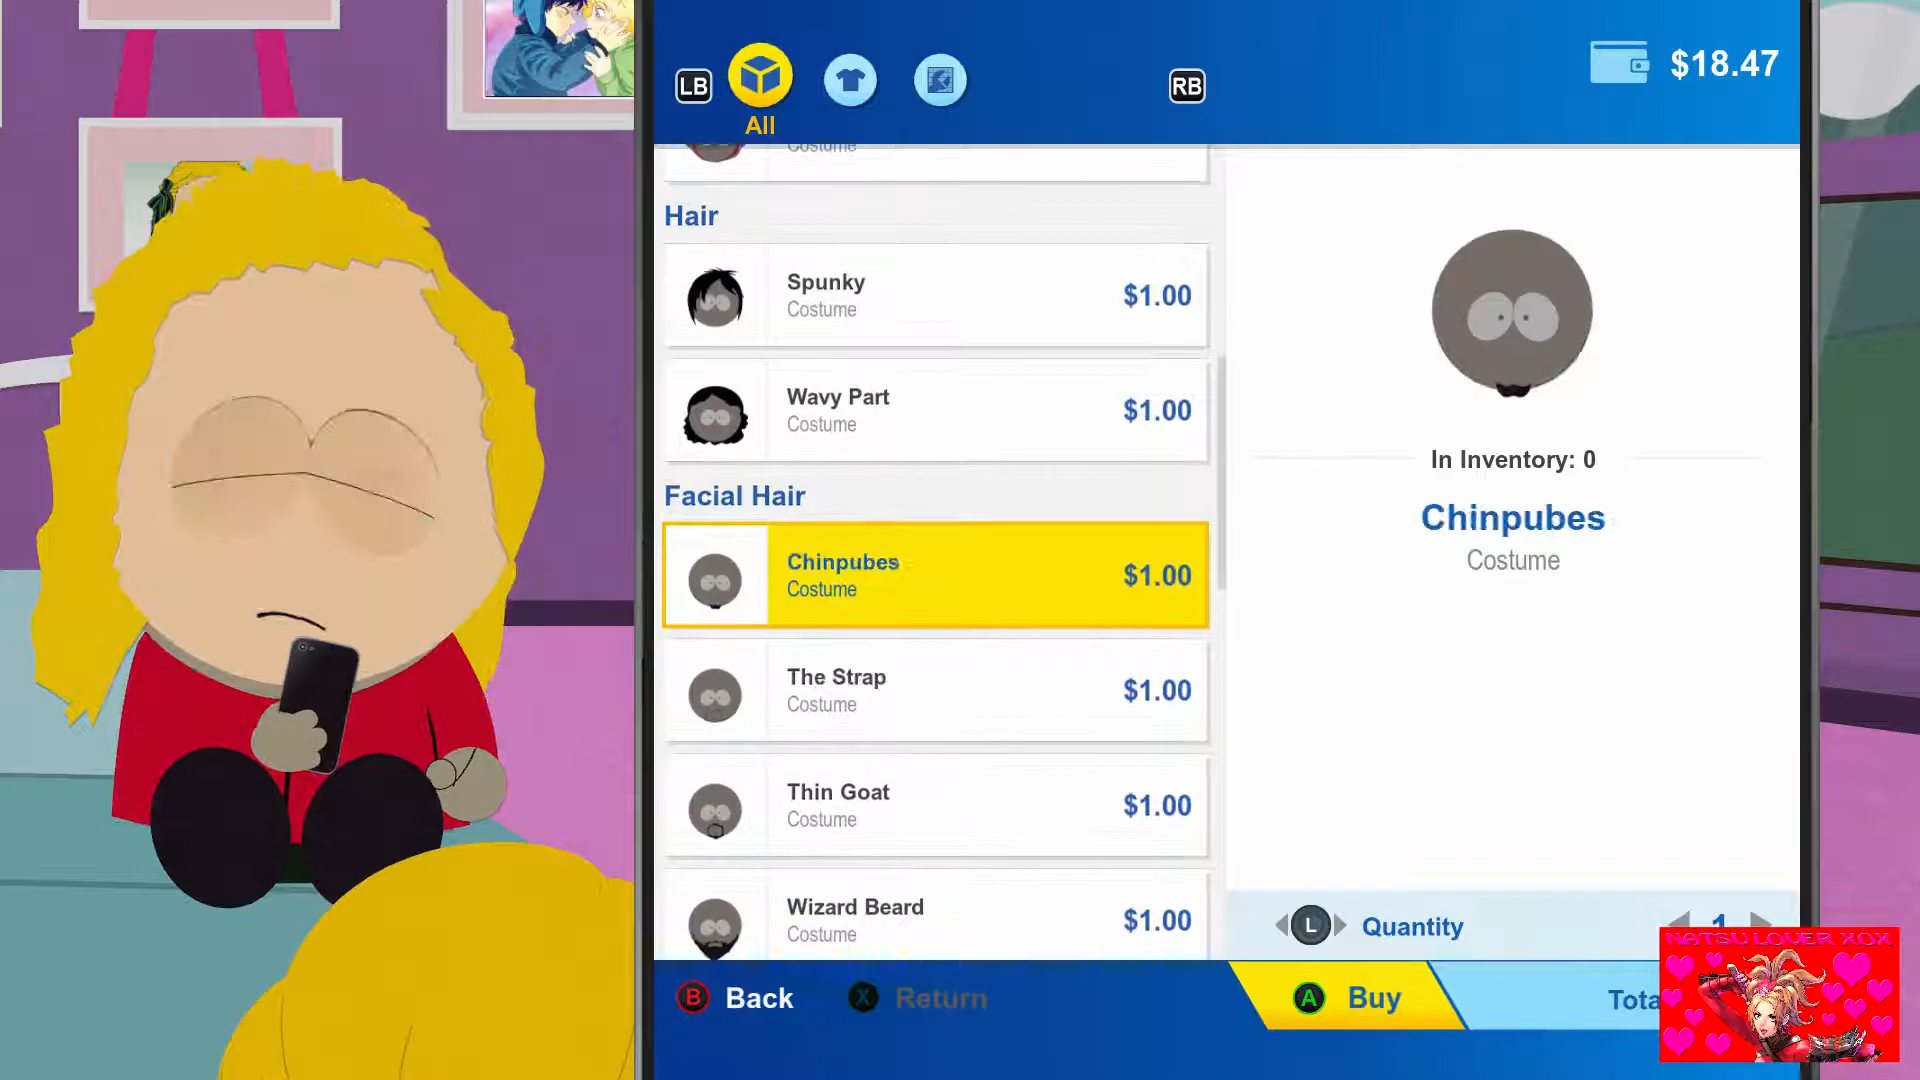 LB
RB
$18.47
All
Costume
Hair
Spunky
Costume
$1.00
Wavy Part
Costume
$1.00
Facial Hair
Chinpubes
Costume
$1.00
The Strap
Costume
$1.00
Thin Goat
Costume
$1.00
Wizard Beard
Costume
$1.00
In Inventory: 0
Chinpubes
Costume
L Quantity 1
B Back
X Return
A Buy
NATSU LOVER XOX